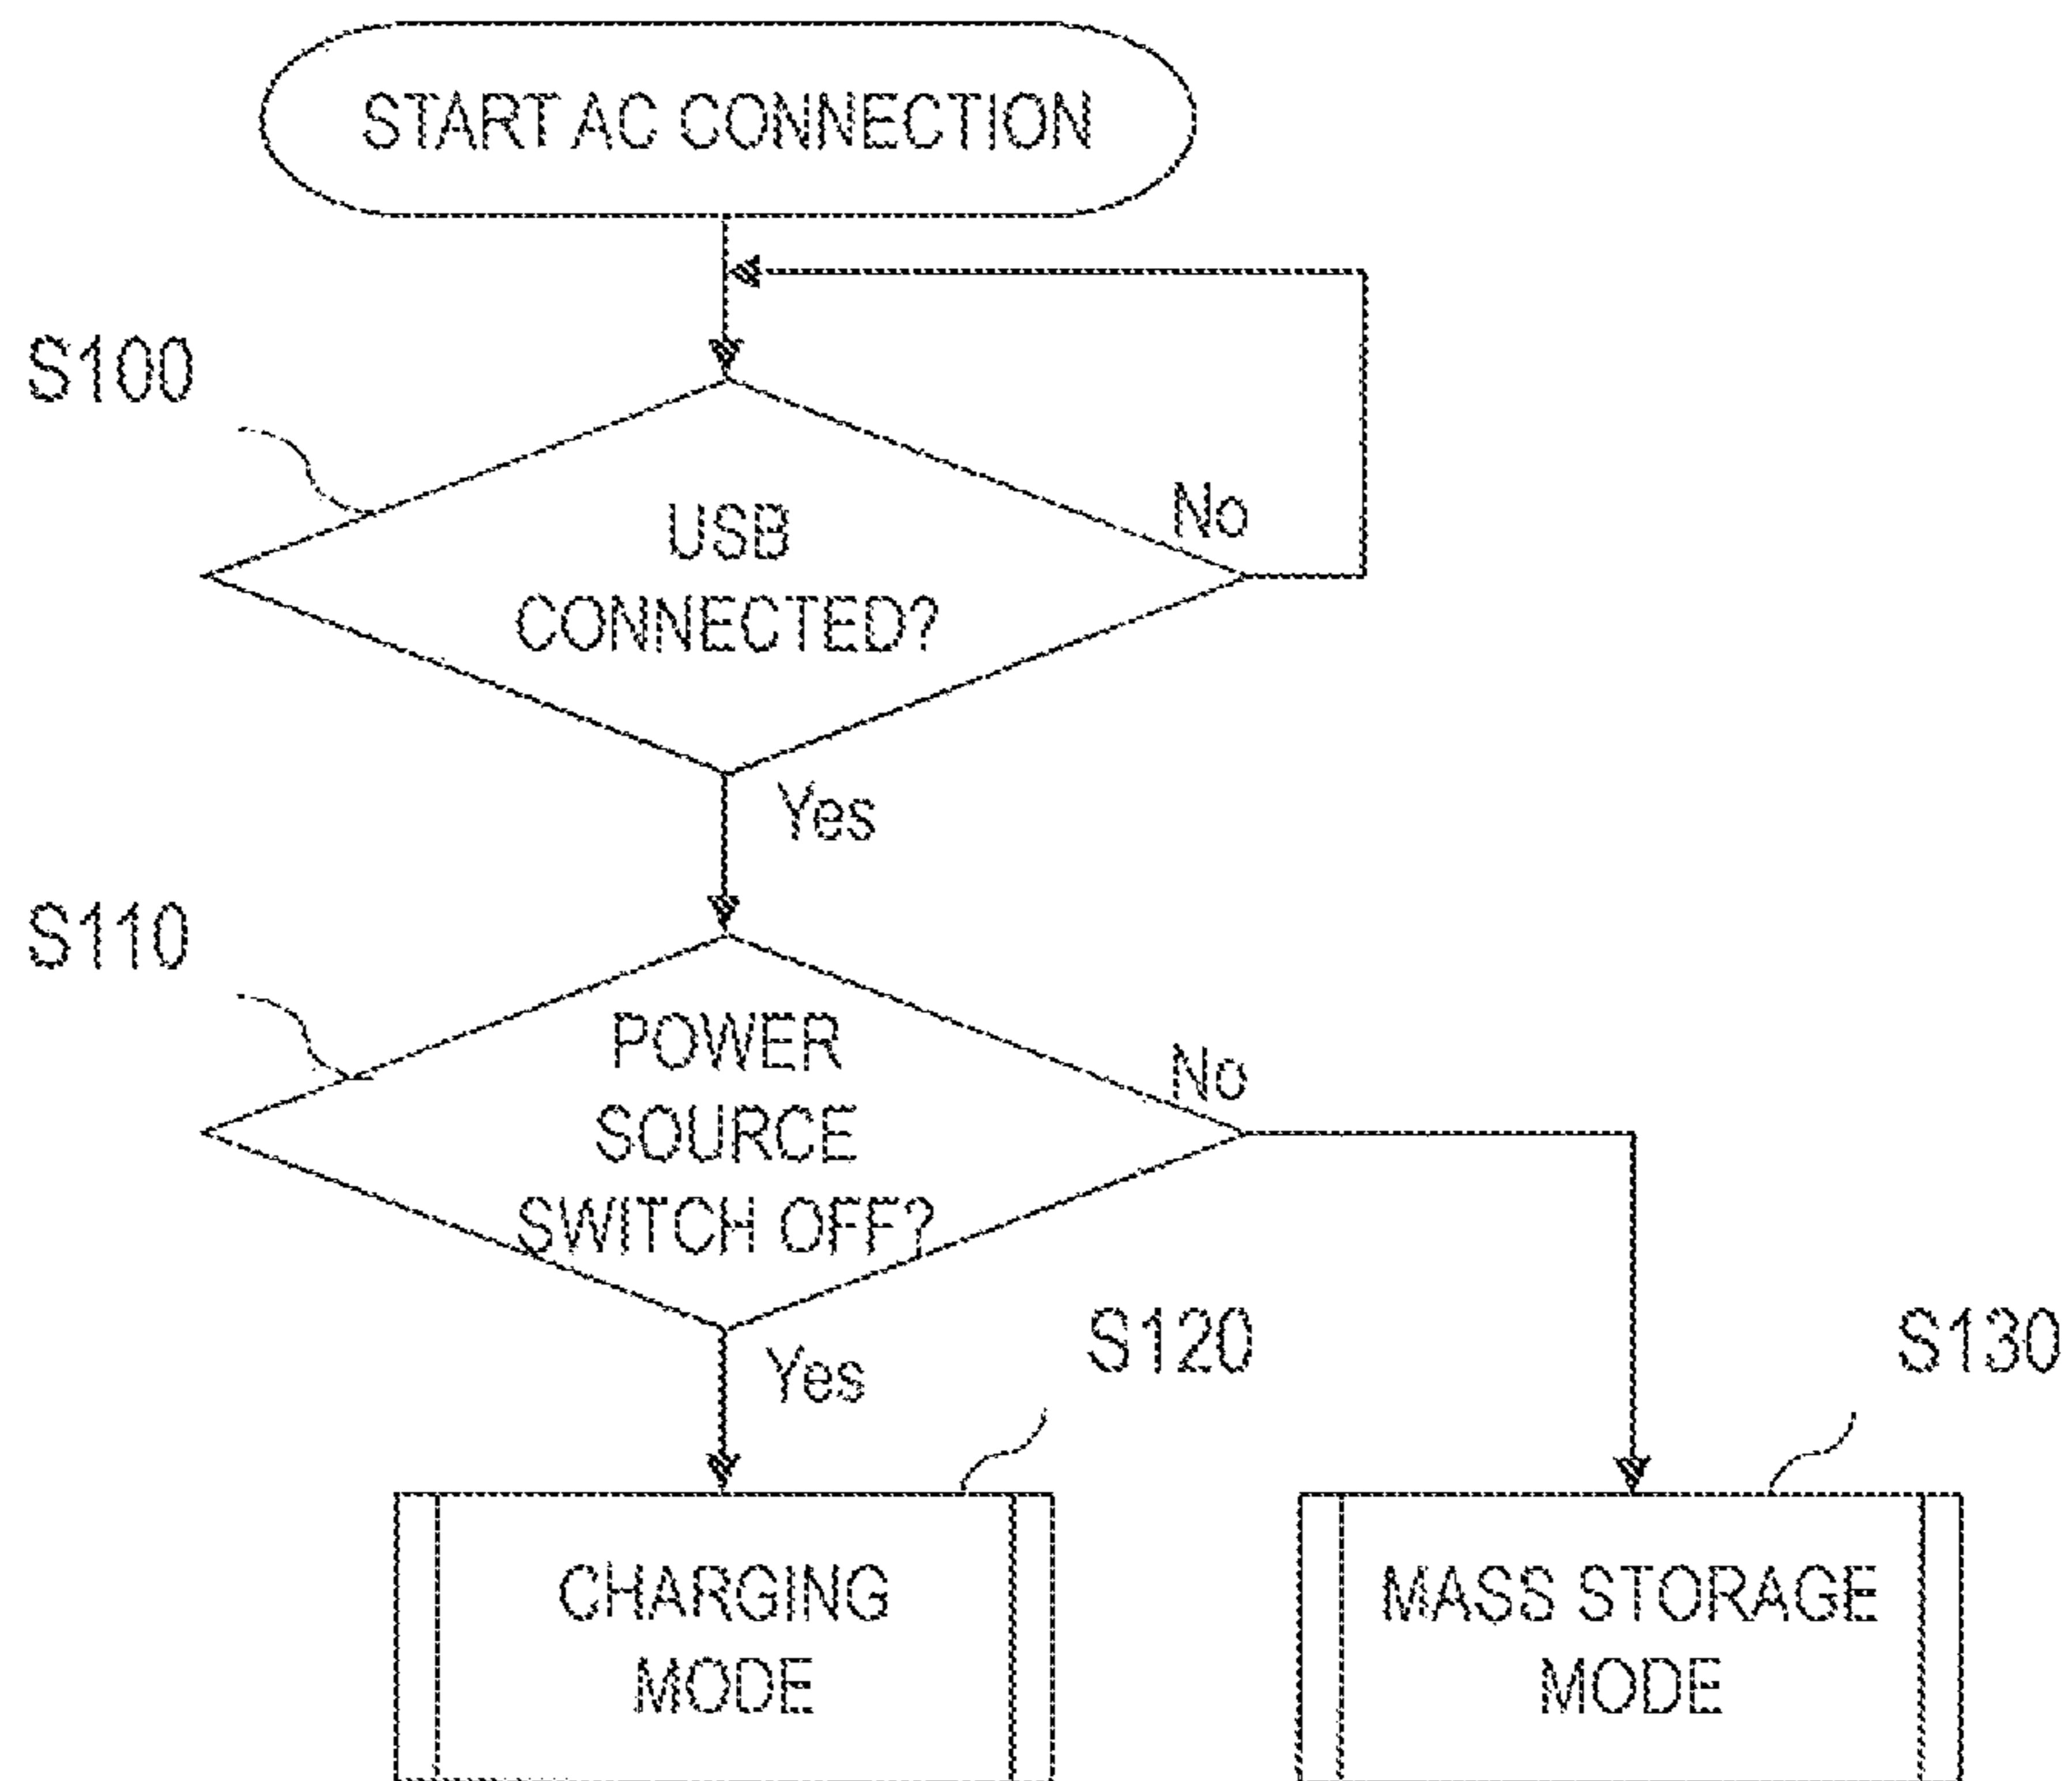 START AC CONNECTION
S100
No
USB
CONNECTED?
Yes
S110
POWER
No
SOURCE
SWITCH OFF?
Yes
S120
S130
CHARGING
MODE
MASS STORAGE
MODE